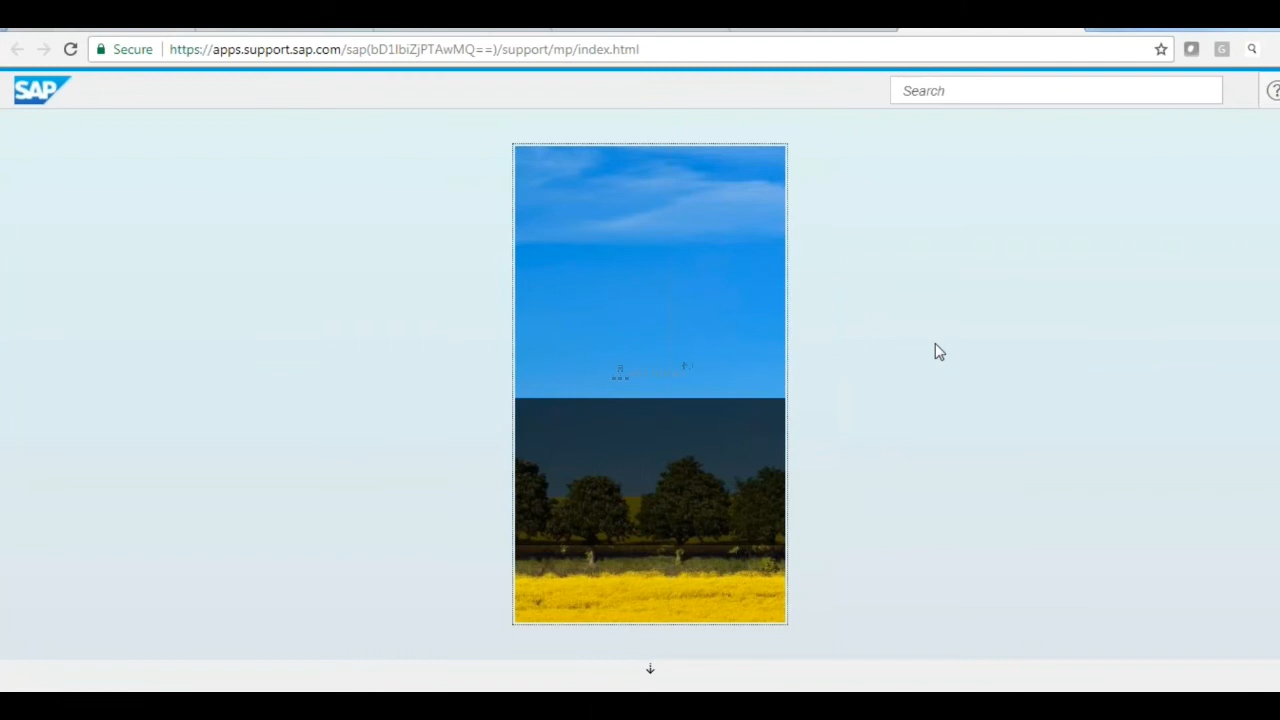 Secure
https://apps.support.sap.com/sap(bD1lbiZjPTAwMQ==)/support/mp/index.html
SAP
Search
?
G